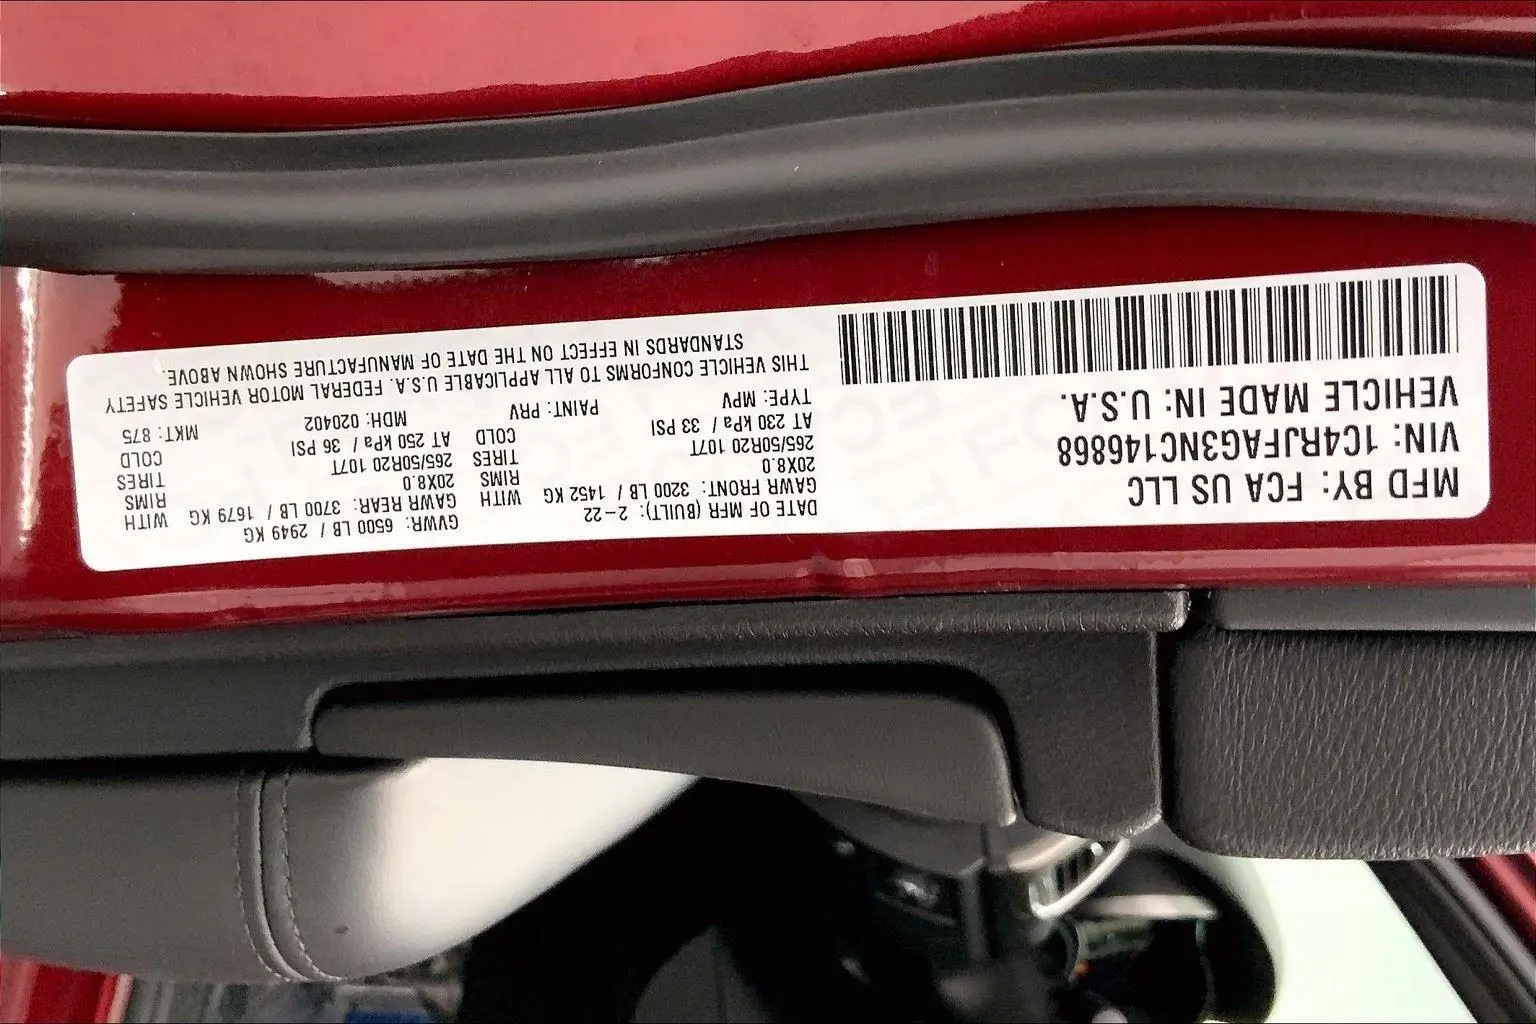 MFD BY: FCA US LLC
VIN: 1C4RJFAG3NC146868
VEHICLE MADE IN: U.S.A.
DATE OF MFR (BUILT): 2-22 GVWR: 6500 LB / 2949 KG
GAWR FRONT: 3200 LB / 1452 KG WITH GAWR REAR: 3700 LB / 1679 KG WITH
20X8.0 RIMS 20X8.0 RIMS
265/50R20 107T TIRES 265/50R20 107T TIRES
AT 230 kPa / 33 PSI COLD AT 250 kPa / 36 PSI COLD
TYPE: MPV PAINT: PRV MDH: 020402 MKT: 875
THIS VEHICLE CONFORMS TO ALL APPLICABLE U.S.A. FEDERAL MOTOR VEHICLE SAFETY
STANDARDS IN EFFECT ON THE DATE OF MANUFACTURE SHOWN ABOVE.